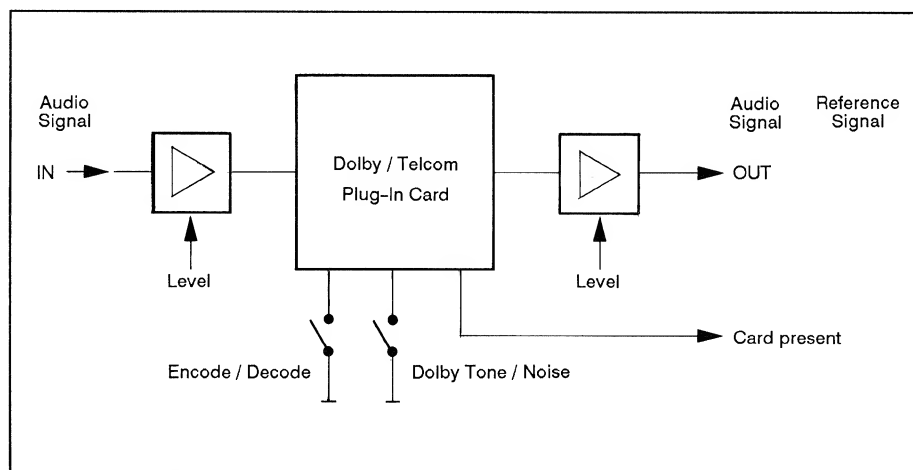 Audio
Signal
Audio
Signal
Reference
Signal
IN
Dolby / Telcom
Plug-In Card
OUT
Level
Level
Card present
Encode / Decode
Dolby Tone / Noise